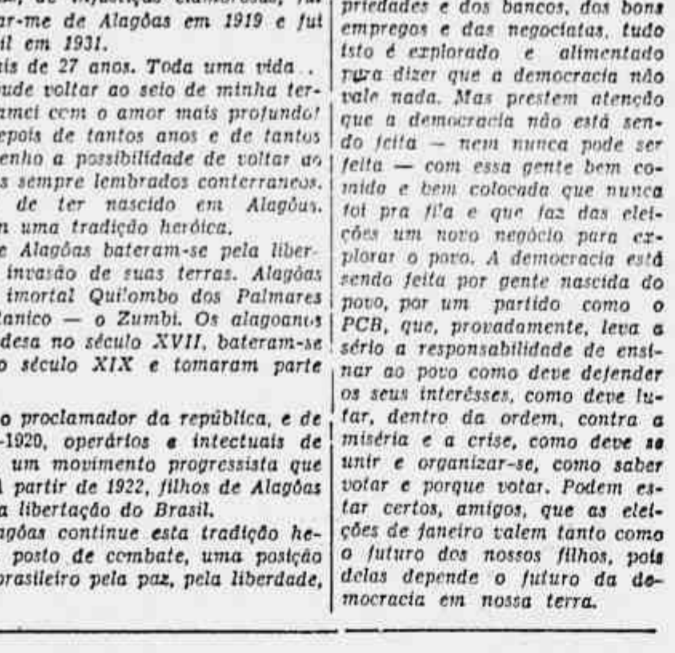 ar-me de Alagôas em 1919 e fui
il em 1931.
is de 27 anos. Toda uma vida . .
ude voltar ao seio de minha ter-
amei com o amor mais profundo!
epois de tantos anos e de tantos
enho a possibilidade de voltar ao
s sempre lembrados conterraneos.
de ter nascido em Alagôas.
n uma tradição heróica.
e Alagôas bateram-se pela liber-
invasão de suas terras. Alagôas
imortal Quilombo dos Palmares
tanico — o Zumbi. Os alagoanos
desa no século XVII, bateram-se
o século XIX e tomaram parte
o proclamador da república, e de
-1920, operários e intectuais de
um movimento progressista que
A partir de 1922, filhos de Alagôas
a libertação do Brasil.
agôas continue esta tradição he-
posto de combate, uma posição
brasileiro pela paz, pela liberdade,
priedades e dos bancos, dos bons
empregos e das negociatas, tudo
isto é explorado e alimentado
para dizer que a democracia não
vale nada. Mas prestem atenção
que a democracia não está sen-
do feita — nem nunca pode ser
feita — com essa gente bem co-
mida e bem colocada que nunca
foi pra fila e que faz das elei-
ções um novo negócio para ex-
plorar o povo. A democracia está
sendo feita por gente nascida do
povo, por um partido como o
PCB, que, provadamente, leva a
sério a responsabilidade de ensi-
nar ao povo como deve defender
os seus interêsses, como deve lu-
tar, dentro da ordem, contra a
miséria e a crise, como deve se
unir e organizar-se, como saber
votar e porque votar. Podem es-
tar certos, amigos, que as elei-
ções de janeiro valem tanto como
o futuro dos nossos filhos, pois
delas depende o futuro da de-
mocracia em nossa terra.